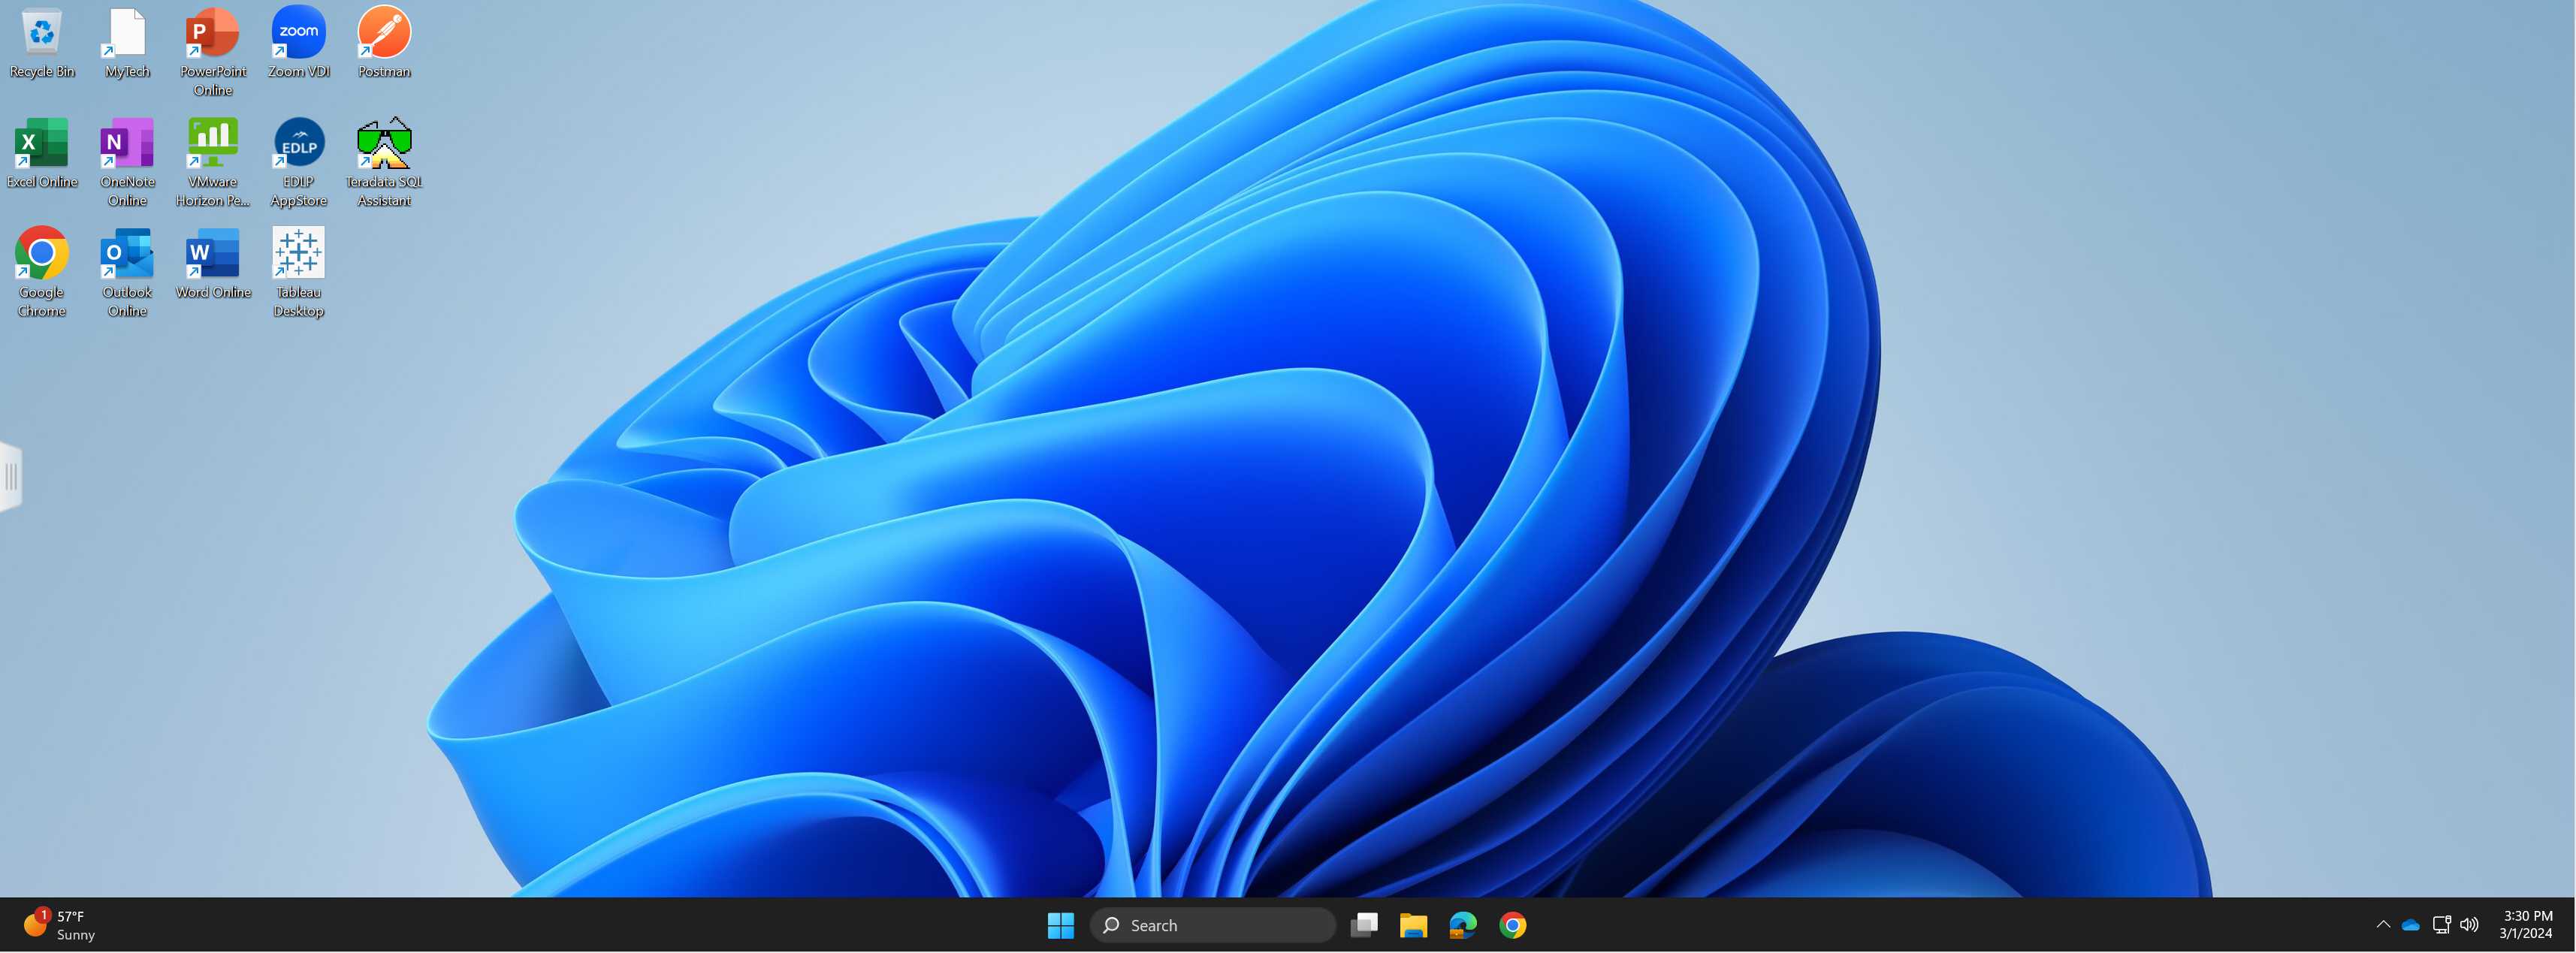 Recycle Bin
MyTech
PowerPoint
Online
P
zoom
Zoom VDI
Postman
X
Excel Online
N
OneNote
Online
VMware
Horizon Pe...
EDLP
EDLP
AppStore
Teradata SQL
Assistant
Google
Chrome
O
Outlook
Online
W
Word Online
Tableau
Desktop
1
57°F
Sunny
Search
3:30 PM
3/1/2024